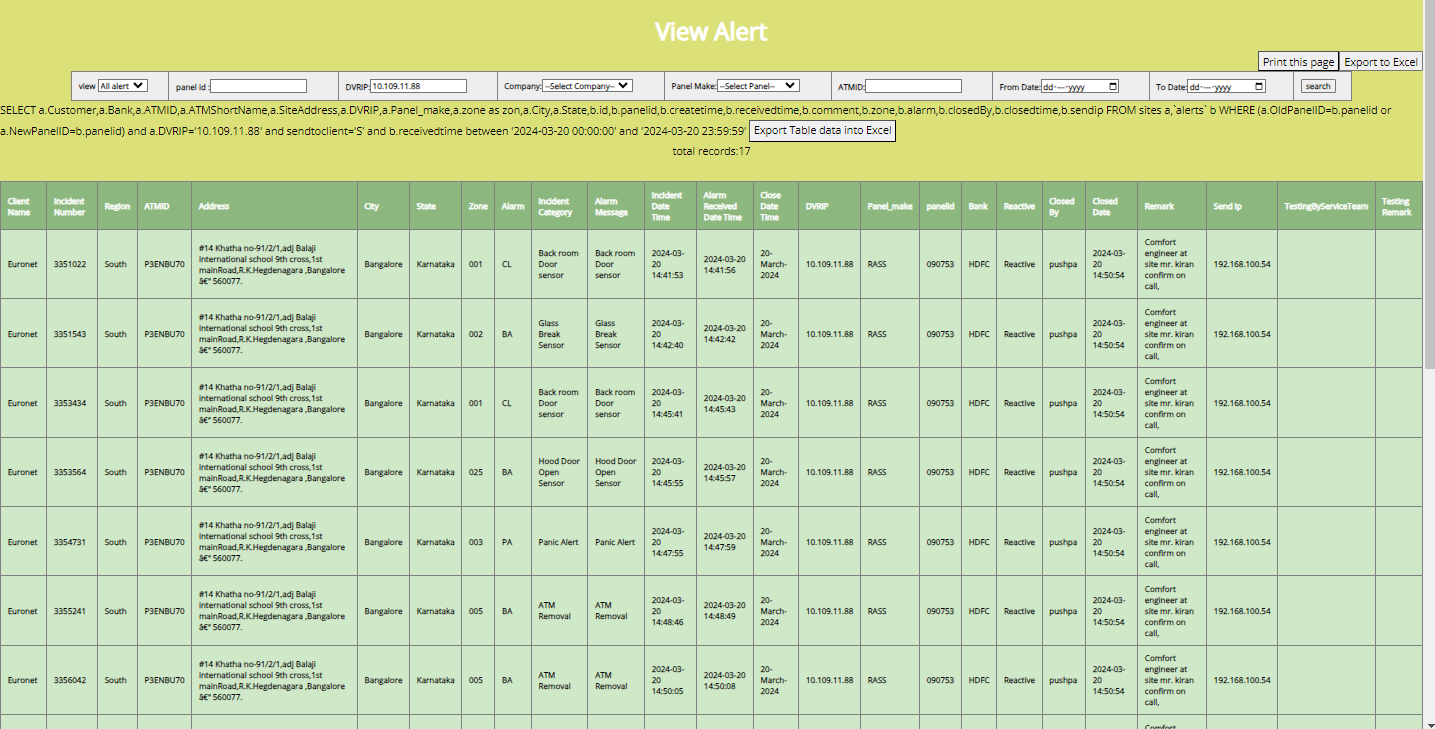 View Alert
Print this page Export to Excel
view All alert panel id : DVRIP: 10.109.11.88 Company: --Select Company-- Panel Make: --Select Panel-- ATMID: From Date: dd-----yyyy To Date: dd-----yyyy search
SELECT a.Customer,a.Bank,a.ATMID,a.ATMShortName,a.SiteAddress,a.DVRIP,a.Panel_make,a.zone as zon,a.City,a.State,b.id,b.panelid,b.createtime,b.receivedtime,b.comment,b.zone,b.alarm,b.closedBy,b.closedtime,b.sendip FROM sites a,`alerts` b WHERE (a.OldPanelID=b.panelid or
a.NewPanelID=b.panelid) and a.DVRIP='10.109.11.88' and sendtoclient='S' and b.receivedtime between '2024-03-20 00:00:00' and '2024-03-20 23:59:59' Export Table data into Excel
total records:17
Client Name Incident Number Region ATMID Address City State Zone Alarm Incident Category Alarm Message Incident Date Time Alarm Received Date Time Close Date Time DVRIP Panel_make panelid Bank Reactive Closed By Closed Date Remark Send Ip TestingByServiceTeam Testing Remark
Euronet 3351022 South P3ENBU70 #14 Khatha no-91/2/1,adj Balaji international school 9th cross,1st mainRoad,R.K.Hegdenagara ,Bangalore â€“ 560077. Bangalore Karnataka 001 CL Back room Door sensor Back room Door sensor 2024-03-20 14:41:53 2024-03-20 14:41:56 20-March-2024 10.109.11.88 RASS 090753 HDFC Reactive pushpa 2024-03-20 14:50:54 Comfort engineer at site mr. kiran confirm on call, 192.168.100.54
Euronet 3351543 South P3ENBU70 #14 Khatha no-91/2/1,adj Balaji international school 9th cross,1st mainRoad,R.K.Hegdenagara ,Bangalore â€“ 560077. Bangalore Karnataka 002 BA Glass Break Sensor Glass Break Sensor 2024-03-20 14:42:40 2024-03-20 14:42:42 20-March-2024 10.109.11.88 RASS 090753 HDFC Reactive pushpa 2024-03-20 14:50:54 Comfort engineer at site mr. kiran confirm on call, 192.168.100.54
Euronet 3353434 South P3ENBU70 #14 Khatha no-91/2/1,adj Balaji international school 9th cross,1st mainRoad,R.K.Hegdenagara ,Bangalore â€“ 560077. Bangalore Karnataka 001 CL Back room Door sensor Back room Door sensor 2024-03-20 14:45:41 2024-03-20 14:45:43 20-March-2024 10.109.11.88 RASS 090753 HDFC Reactive pushpa 2024-03-20 14:50:54 Comfort engineer at site mr. kiran confirm on call, 192.168.100.54
Euronet 3353564 South P3ENBU70 #14 Khatha no-91/2/1,adj Balaji international school 9th cross,1st mainRoad,R.K.Hegdenagara ,Bangalore â€“ 560077. Bangalore Karnataka 025 BA Hood Door Open Sensor Hood Door Open Sensor 2024-03-20 14:45:55 2024-03-20 14:45:57 20-March-2024 10.109.11.88 RASS 090753 HDFC Reactive pushpa 2024-03-20 14:50:54 Comfort engineer at site mr. kiran confirm on call, 192.168.100.54
Euronet 3354731 South P3ENBU70 #14 Khatha no-91/2/1,adj Balaji international school 9th cross,1st mainRoad,R.K.Hegdenagara ,Bangalore â€“ 560077. Bangalore Karnataka 003 PA Panic Alert Panic Alert 2024-03-20 14:47:55 2024-03-20 14:47:59 20-March-2024 10.109.11.88 RASS 090753 HDFC Reactive pushpa 2024-03-20 14:50:54 Comfort engineer at site mr. kiran confirm on call, 192.168.100.54
Euronet 3355241 South P3ENBU70 #14 Khatha no-91/2/1,adj Balaji international school 9th cross,1st mainRoad,R.K.Hegdenagara ,Bangalore â€“ 560077. Bangalore Karnataka 005 BA ATM Removal ATM Removal 2024-03-20 14:48:46 2024-03-20 14:48:49 20-March-2024 10.109.11.88 RASS 090753 HDFC Reactive pushpa 2024-03-20 14:50:54 Comfort engineer at site mr. kiran confirm on call, 192.168.100.54
Euronet 3356042 South P3ENBU70 #14 Khatha no-91/2/1,adj Balaji international school 9th cross,1st mainRoad,R.K.Hegdenagara ,Bangalore â€“ 560077. Bangalore Karnataka 005 BA ATM Removal ATM Removal 2024-03-20 14:50:05 2024-03-20 14:50:08 20-March-2024 10.109.11.88 RASS 090753 HDFC Reactive pushpa 2024-03-20 14:50:54 Comfort engineer at site mr. kiran confirm on call, 192.168.100.54
Comfort